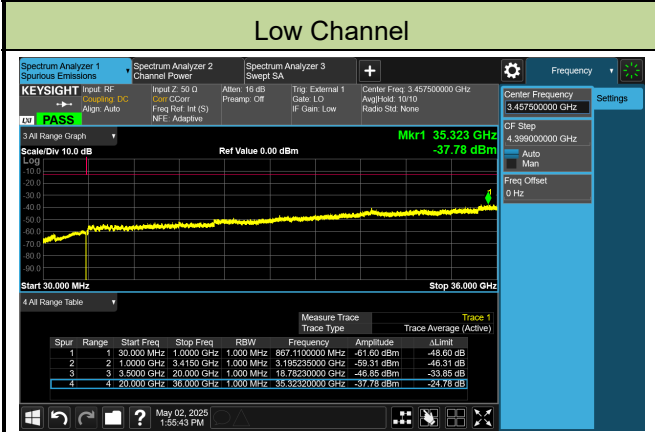 Low Channel
Spectrum Analyzer 1
Spurious Emissions
Spectrum Analyzer 2
Channel Power
Spectrum Analyzer 3
Swept SA
Frequency
KEYSIGHT
Input: RF
Coupling: DC
Align: Auto
Input Z: 50 Ω
Corr CCorr
Freq Ref: Int (S)
NFE: Adaptive
Atten: 16 dB
Preamp: Off
Trig: External 1
Gate: LO
IF Gain: Low
Center Freq: 3.457500000 GHz
Avg|Hold: 10/10
Radio Std: None
LXI PASS
Center Frequency
3.457500000 GHz
Settings
CF Step
4.399000000 GHz
Auto
Man
Freq Offset
0 Hz
3 All Range Graph
Mkr1 35.323 GHz
Scale/Div 10.0 dB
Ref Value 0.00 dBm
-37.78 dBm
Log
-10.0
-20.0
-30.0
-40.0
-50.0
-60.0
-70.0
-80.0
-90.0
1
Start 30.000 MHz
Stop 36.000 GHz
4 All Range Table
Measure Trace Trace 1
Trace Type Trace Average (Active)
Spur Range Start Freq Stop Freq RBW Frequency Amplitude ΔLimit
1 1 30.000 MHz 1.0000 GHz 1.000 MHz 867.1100000 MHz -61.60 dBm -48.60 dB
2 2 1.0000 GHz 3.4150 GHz 1.000 MHz 3.195235000 GHz -59.31 dBm -46.31 dB
3 3 3.5000 GHz 20.000 GHz 1.000 MHz 18.78230000 GHz -46.85 dBm -33.85 dB
4 4 20.000 GHz 36.000 GHz 1.000 MHz 35.32320000 GHz -37.78 dBm -24.78 dB
May 02, 2025
1:55:43 PM